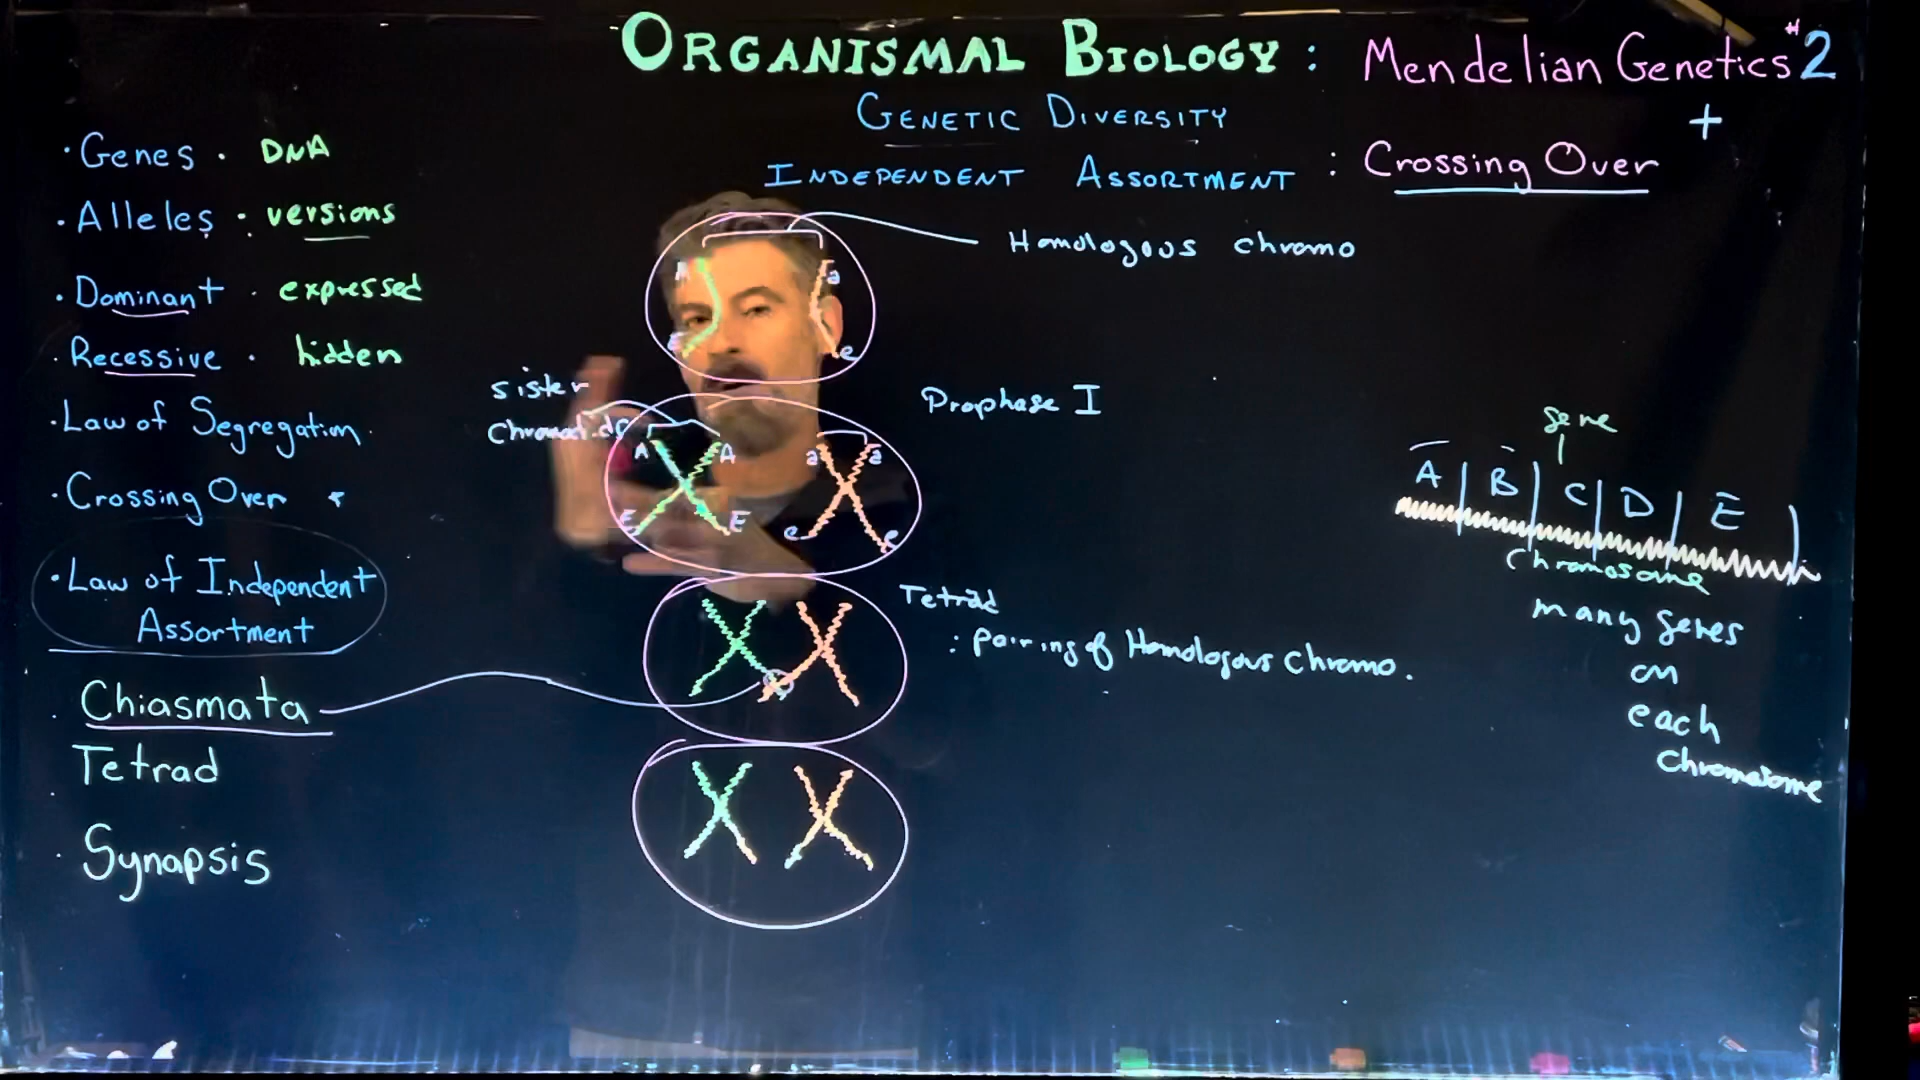 ORGANISMAL BIOLOGY : Mendelian Genetics #2
GENETIC DIVERSITY +
INDEPENDENT ASSORTMENT : Crossing Over
· Genes · DNA
· Alleles : versions
· Dominant · expressed
· Recessive · hidden
· Law of Segregation.
· Crossing Over
· Law of Independent
Assortment
· Chiasmata
· Tetrad
· Synapsis
Homologous chromo
A a
E e
sister
chromatids
Prophase I
A A a a
E E e e
Tetrad
: pairing of Homologous Chromo.
gene
A B C D E
Chromosome
many genes
on
each
Chromosome